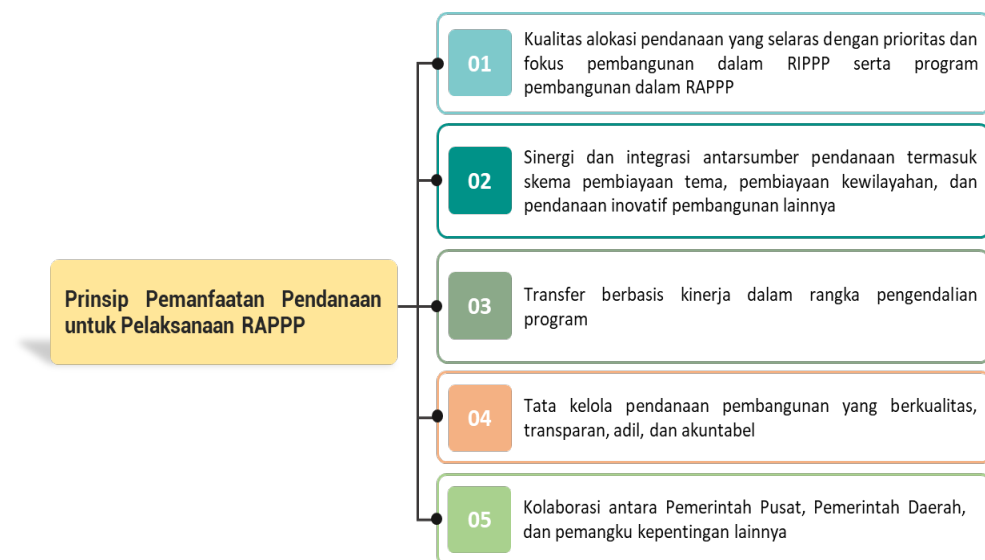 01
Kualitas alokasi pendanaan yang selaras dengan prioritas dan
fokus pembangunan dalam RIPPP serta program
pembangunan dalam RAPPP
02
Sinergi dan integrasi antarsumber pendanaan termasuk
skema pembiayaan tema, pembiayaan kewilayahan, dan
pendanaan inovatif pembangunan lainnya
Prinsip Pemanfaatan Pendanaan
untuk Pelaksanaan RAPPP
03
Transfer berbasis kinerja dalam rangka pengendalian
program
04
Tata kelola pendanaan pembangunan yang berkualitas,
transparan, adil, dan akuntabel
05
Kolaborasi antara Pemerintah Pusat, Pemerintah Daerah,
dan pemangku kepentingan lainnya